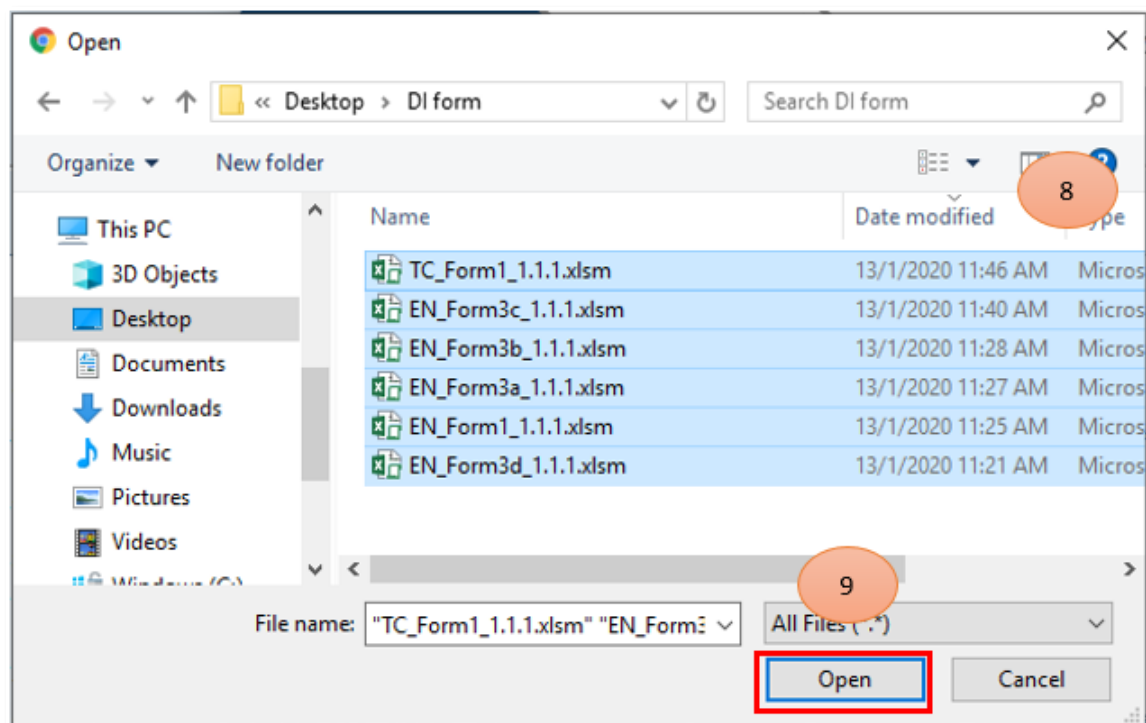 Open
« Desktop > DI form
Search DI form
Organize
New folder
8
This PC
3D Objects
Desktop
Documents
Downloads
Music
Pictures
Videos
Name Date modified
TC_Form1_1.1.1.xlsm 13/1/2020 11:46 AM Micros
EN_Form3c_1.1.1.xlsm 13/1/2020 11:40 AM Micros
EN_Form3b_1.1.1.xlsm 13/1/2020 11:28 AM Micros
EN_Form3a_1.1.1.xlsm 13/1/2020 11:27 AM Micros
EN_Form1_1.1.1.xlsm 13/1/2020 11:25 AM Micros
EN_Form3d_1.1.1.xlsm 13/1/2020 11:21 AM Micros
9
File name: "TC_Form1_1.1.1.xlsm" "EN_Form3
All Files (*.*)
Open
Cancel